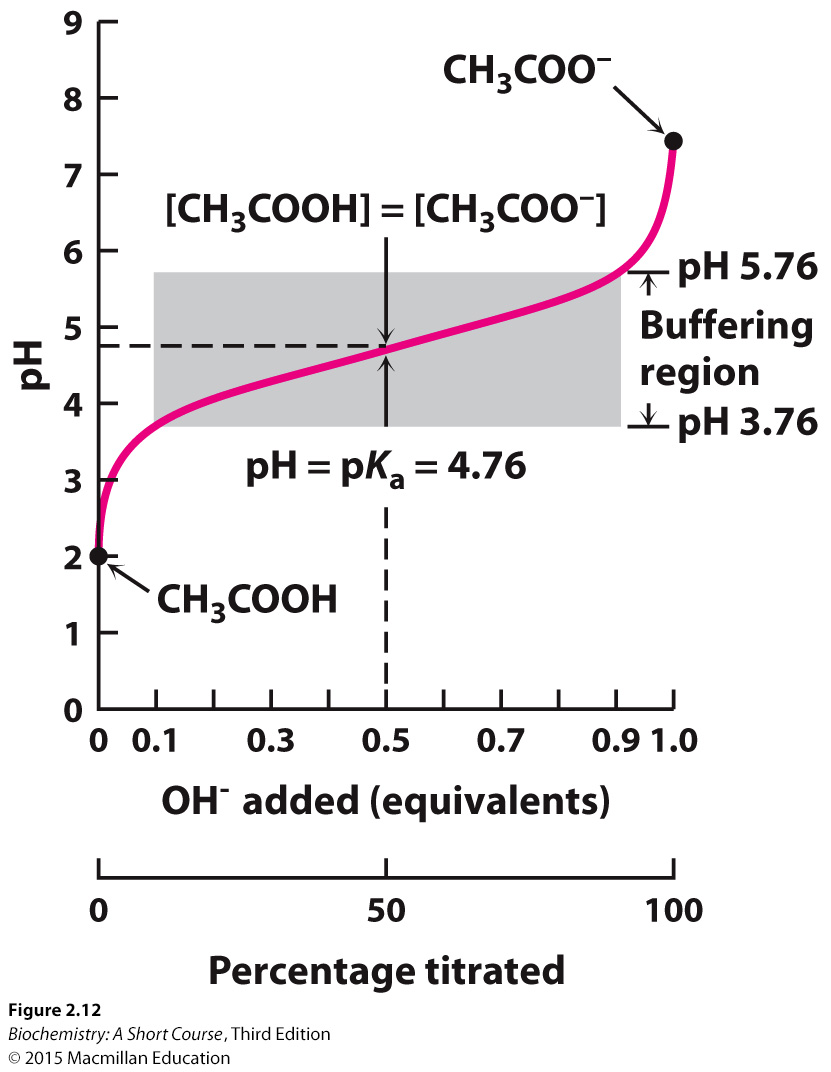 9
CH₃COO⁻
8
7
[CH₃COOH] = [CH₃COO⁻]
6
pH 5.76
5
Buffering
region
pH
4
pH 3.76
pH = pKₐ = 4.76
3
2
CH₃COOH
1
0
0 0.1 0.3 0.5 0.7 0.9 1.0
OH⁻ added (equivalents)
0 50 100
Percentage titrated
Figure 2.12
Biochemistry: A Short Course, Third Edition
© 2015 Macmillan Education